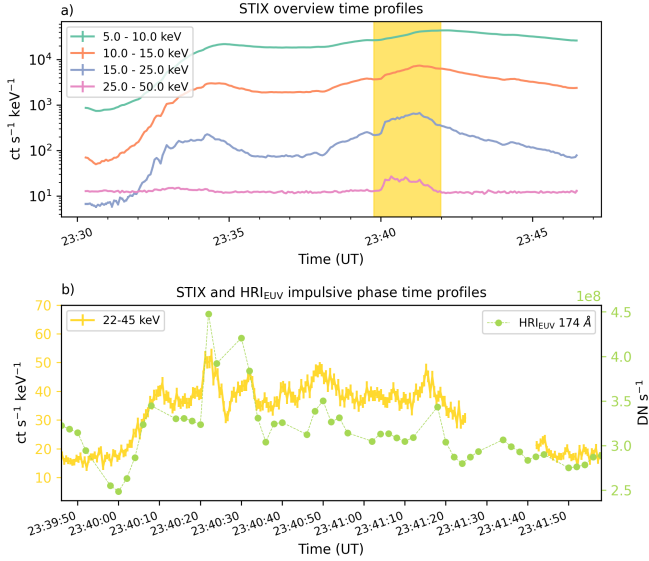 a)
STIX overview time profiles
5.0 - 10.0 keV
10.0 - 15.0 keV
15.0 - 25.0 keV
25.0 - 50.0 keV
ct s⁻¹ keV⁻¹
10⁴
10³
10²
10¹
23:30 23:35 23:40 23:45
Time (UT)
b)
STIX and HRI_EUV impulsive phase time profiles
1e8
22-45 keV
HRI_EUV 174 Å
ct s⁻¹ keV⁻¹
70
60
50
40
30
20
10
DN s⁻¹
4.5
4.0
3.5
3.0
2.5
23:39:50 23:40:00 23:40:10 23:40:20 23:40:30 23:40:40 23:40:50 23:41:00 23:41:10 23:41:20 23:41:30 23:41:40 23:41:50
Time (UT)